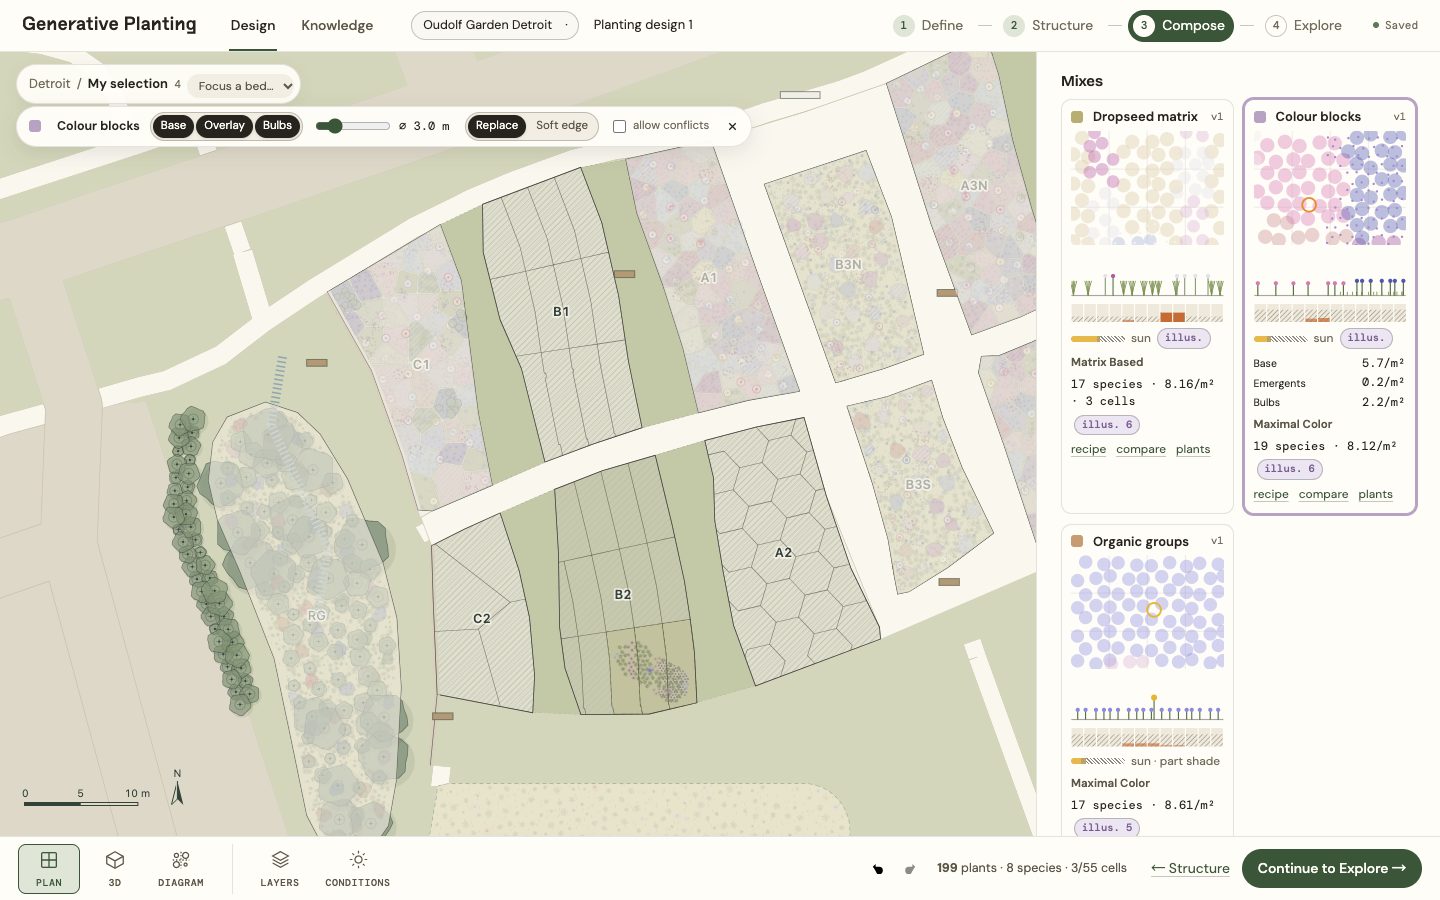 Generative Planting
Design
Knowledge
Oudolf Garden Detroit ·
Planting design 1
1 Define
2 Structure
3 Compose
4 Explore
Saved
Detroit / My selection 4
Focus a bed…
Colour blocks
Base
Overlay
Bulbs
⌀ 3.0 m
Replace
Soft edge
allow conflicts
×
A3N
B3N
A1
B1
C1
B3S
A2
B2
C2
RG
N
0 5 10 m
Mixes
Dropseed matrix v1
sun illus.
Matrix Based
17 species · 8.16/m²
· 3 cells
illus. 6
recipe compare plants
Colour blocks v1
sun illus.
Base 5.7/m²
Emergents 0.2/m²
Bulbs 2.2/m²
Maximal Color
19 species · 8.12/m²
illus. 6
recipe compare plants
Organic groups v1
sun · part shade
Maximal Color
17 species · 8.61/m²
illus. 5
PLAN
3D
DIAGRAM
LAYERS
CONDITIONS
199 plants · 8 species · 3/55 cells
← Structure
Continue to Explore →